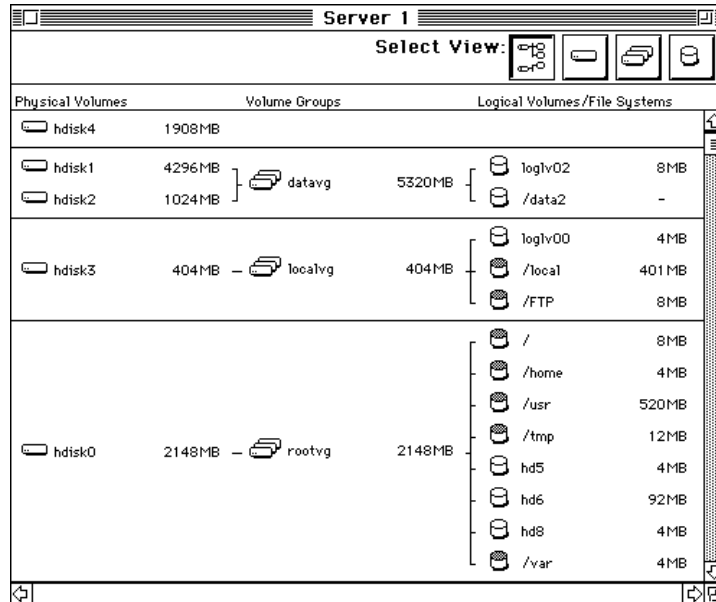 Server 1
Select View:
Physical Volumes Volume Groups Logical Volumes/File Systems
hdisk4 1908MB
hdisk1 4296MB datavg 5320MB loglv02 8MB
hdisk2 1024MB /data2 -
loglv00 4MB
hdisk3 404MB localvg 404MB /local 401MB
/FTP 8MB
/ 8MB
/home 4MB
/usr 520MB
/tmp 12MB
hdisk0 2148MB rootvg 2148MB hd5 4MB
hd6 92MB
hd8 4MB
/var 4MB